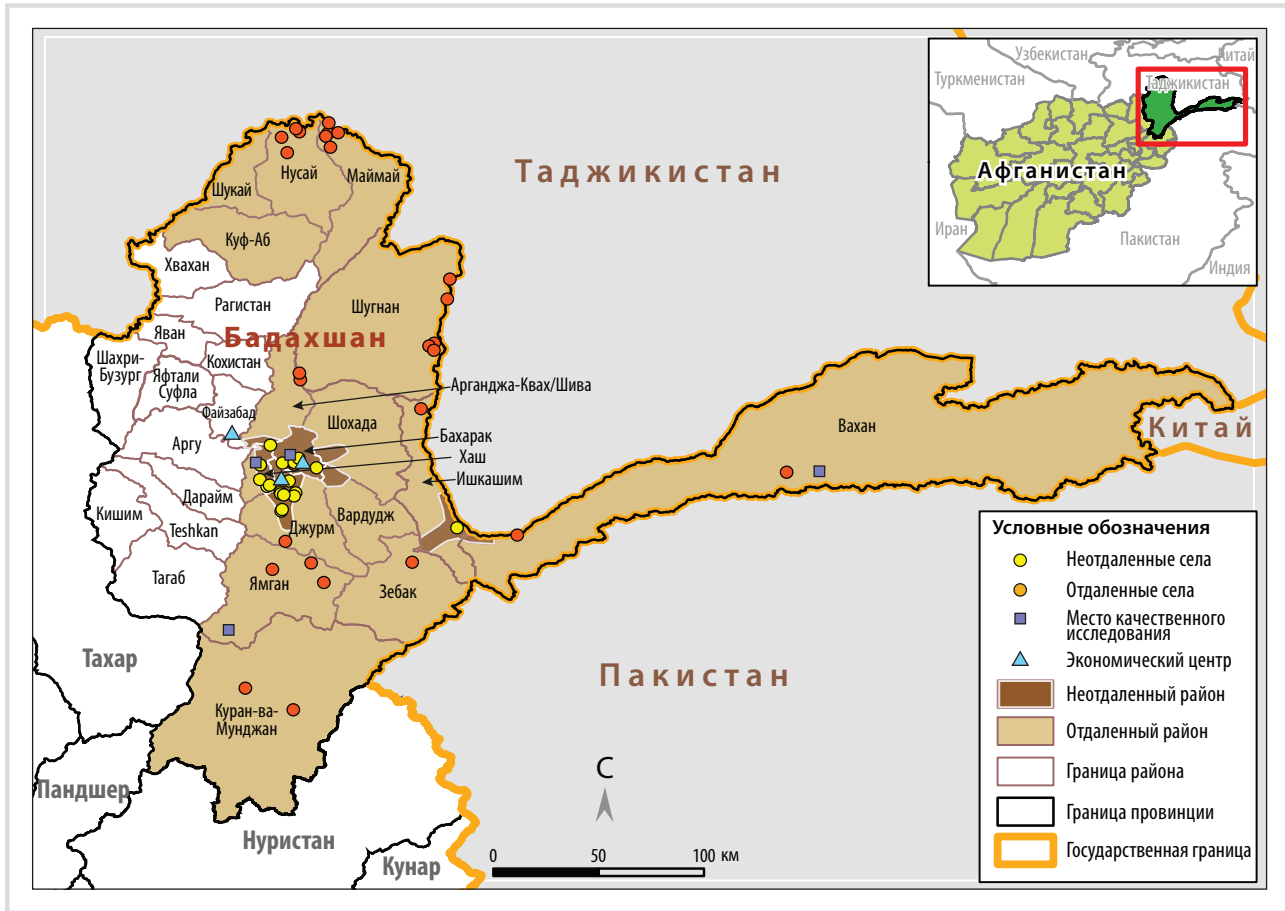 Узбекистан
Китай
Туркменистан
Таджикистан
Афганистан
Иран
Пакистан
Индия
Таджикистан
Нусай
Маймай
Шукай
Куф-Аб
Хвахан
Рагистан
Шугнан
Яван
Бадахшан
Шахри-
Бузург
Кохистан
Яфтали
Суфла
Арганджа-Квах/Шива
Файзабад
Шохада
Аргу
Бахарак
Хаш
Ишкашим
Вахан
Китай
Дарайм
Кишим
Teshkan
Джурм
Вардудж
Тагаб
Ямган
Зебак
Тахар
Пакистан
Куран-ва-
Мунджан
Пандшер
Нуристан
Кунар
С
0 50 100 км
Условные обозначения
Неотдаленные села
Отдаленные села
Место качественного
исследования
Экономический центр
Неотдаленный район
Отдаленный район
Граница района
Граница провинции
Государственная граница